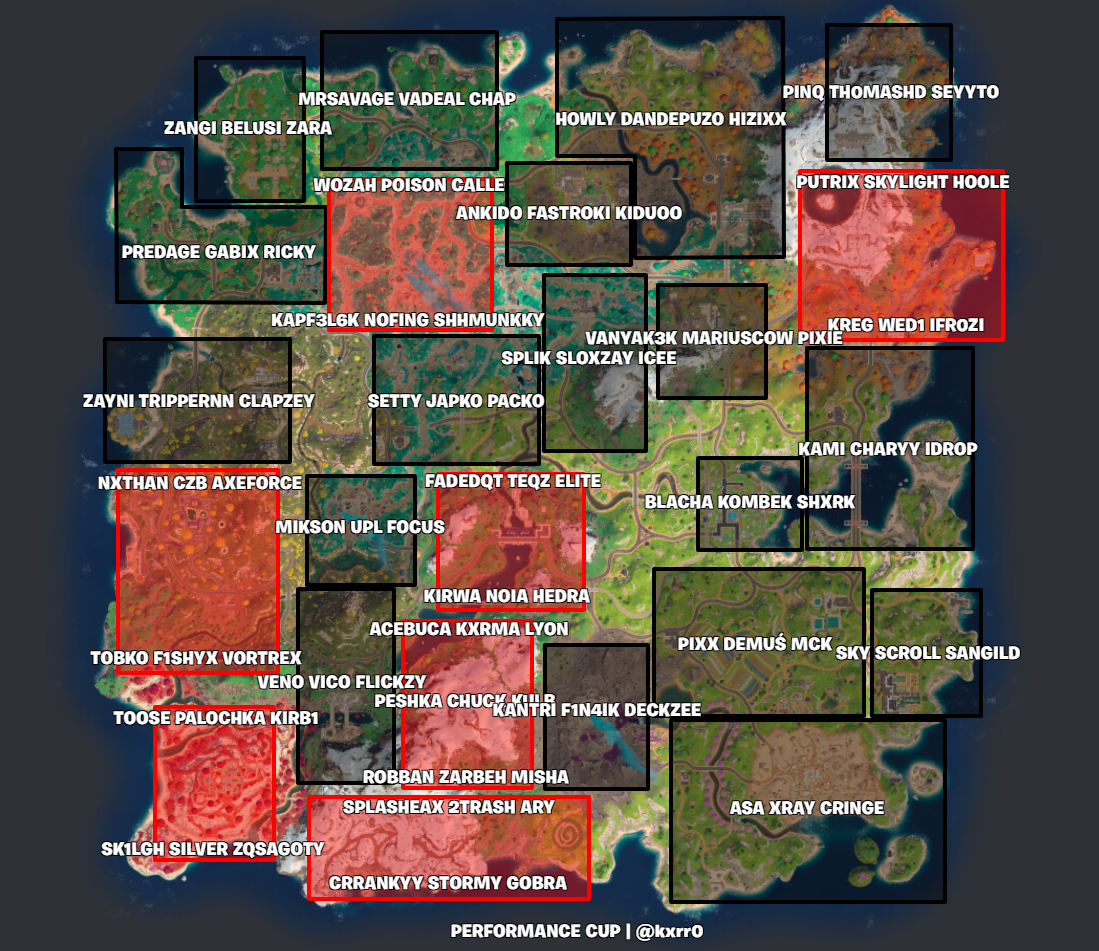 PINQ THOMASHD SEYYTO
MRSAVAGE VADEAL CHAP
HOWLY DANDEPUZO HIZIXX
ZANGI BELUSI ZARA
PUTRIX SKYLIGHT HOOLE
WOZAH POISON CALLE
ANKIDO FASTROKI KIDUOO
PREDAGE GABIX RICKY
KAPF3L6K NOFING SHHMUNKKY
KREG WED1 IFROZI
VANYAK3K MARIUSCOW PIXIE
SPLIK SLOXZAY ICEE
ZAYNI TRIPPERNN CLAPZEY
SETTY JAPKO PACKO
KAMI CHARYY IDROP
NXTHAN CZB AXEFORCE
FADEDQT TEQZ ELITE
BLACHA KOMBEK SHXRK
MIKSON UPL FOCUS
KIRWA NOIA HEDRA
ACEBUCA KXRMA LYON
PIXX DEMUŚ MCK
SKY SCROLL SANGILD
TOBKO F1SHYX VORTREX
VENO VICO FLICKZY
PESHKA CHUCK KULR
KANTRI F1N4IK DECKZEE
TOOSE PALOCHKA KIRB1
ROBBAN ZARBEH MISHA
SPLASHEAX 2TRASH ARY
ASA XRAY CRINGE
SK1LGH SILVER ZQSAGOTY
CRRANKYY STORMY GOBRA
PERFORMANCE CUP | @kxrr0